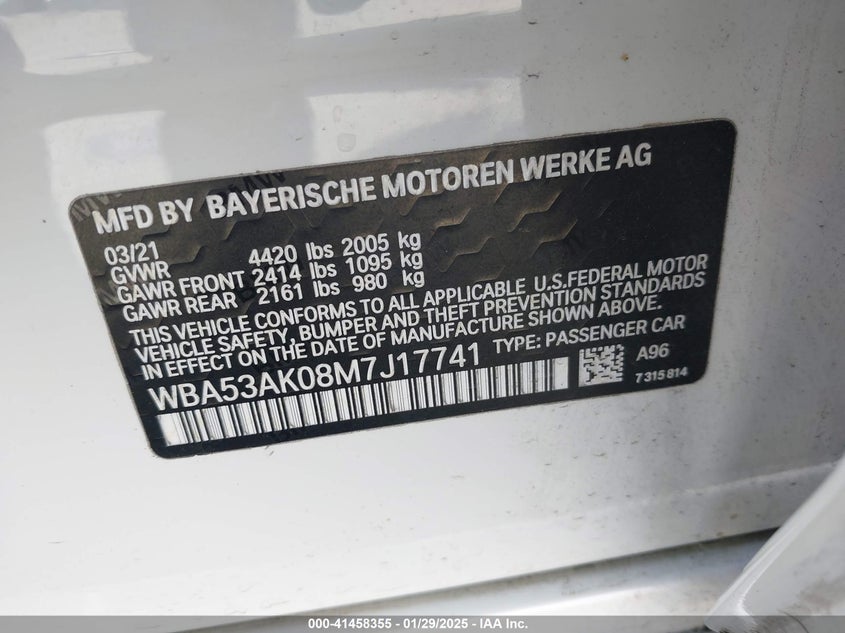 MFD BY BAYERISCHE MOTOREN WERKE AG
03/21
GVWR 4420 lbs 2005 kg
GAWR FRONT 2414 lbs 1095 kg
GAWR REAR 2161 lbs 980 kg
THIS VEHICLE CONFORMS TO ALL APPLICABLE U.S.FEDERAL MOTOR
VEHICLE SAFETY, BUMPER AND THEFT PREVENTION STANDARDS
IN EFFECT ON THE DATE OF MANUFACTURE SHOWN ABOVE.
WBA53AK08M7J17741 TYPE: PASSENGER CAR
A96
7315814
000-41458355 - 01/29/2025 - IAA Inc.